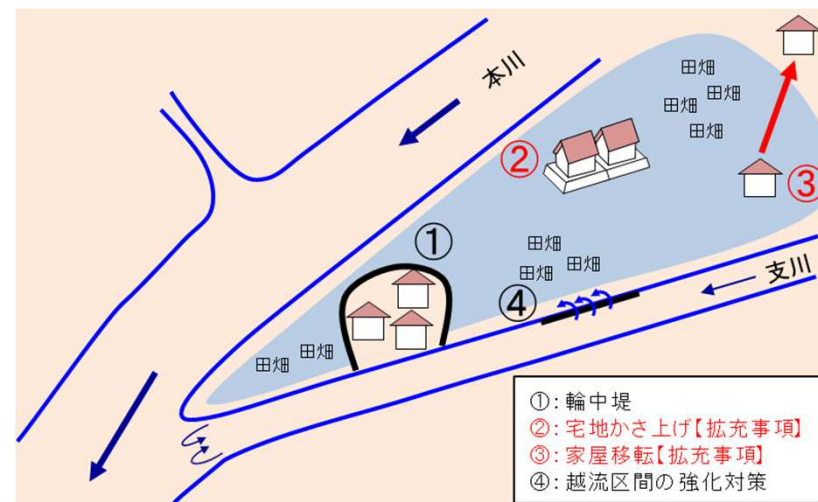 本川
田畑
田畑
田畑
田畑
②
③
①
田畑
田畑
田畑
支川
④
田畑
田畑
①:輪中堤
②:宅地かさ上げ【拡充事項】
③:家屋移転【拡充事項】
④:越流区間の強化対策